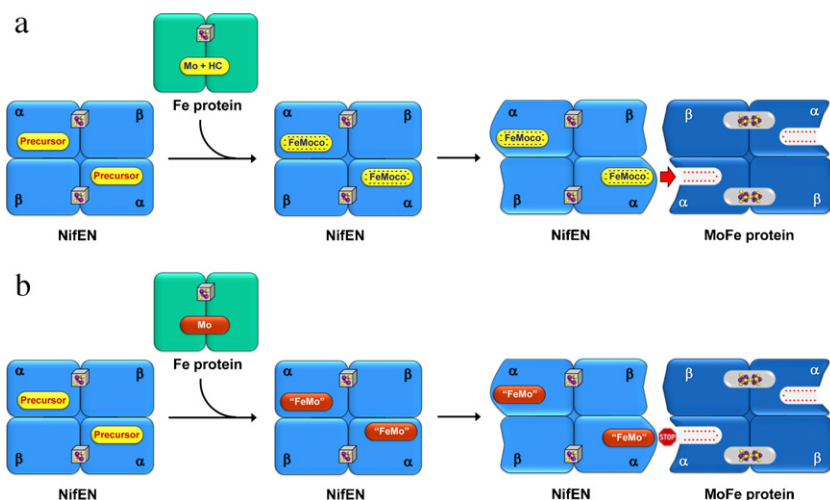 a
Mo + HC
Fe protein
α
β
Precursor
Precursor
β
α
NifEN
α
β
FeMoco
FeMoco
β
α
NifEN
α
β
FeMoco
FeMoco
β
α
NifEN
β
α
α
β
MoFe protein
b
Mo
Fe protein
α
β
Precursor
Precursor
β
α
NifEN
α
β
“FeMo”
“FeMo”
β
α
NifEN
α
β
“FeMo”
“FeMo”
β
α
NifEN
STOP
β
α
α
β
MoFe protein